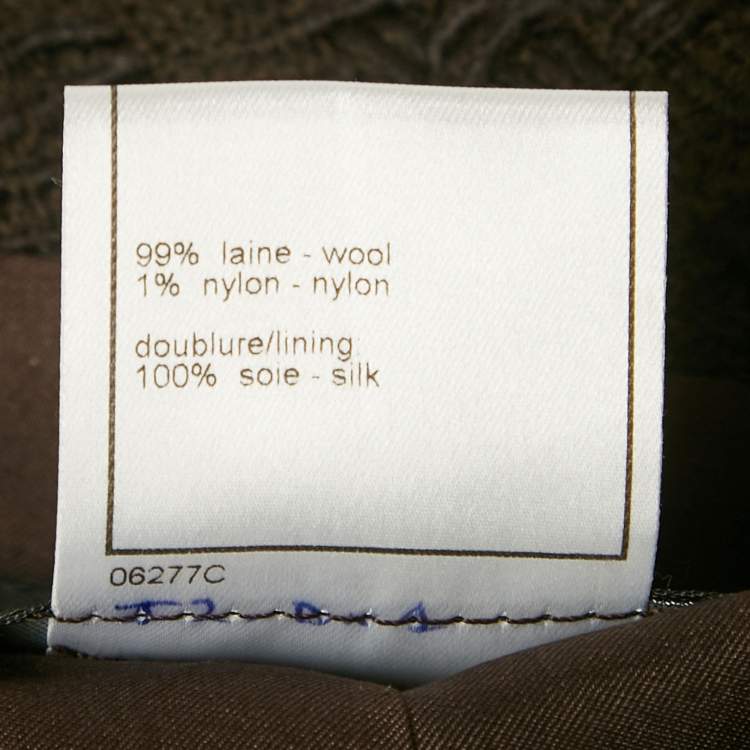 99% laine - wool
1% nylon - nylon
doublure/lining
100% soie - silk
06277C